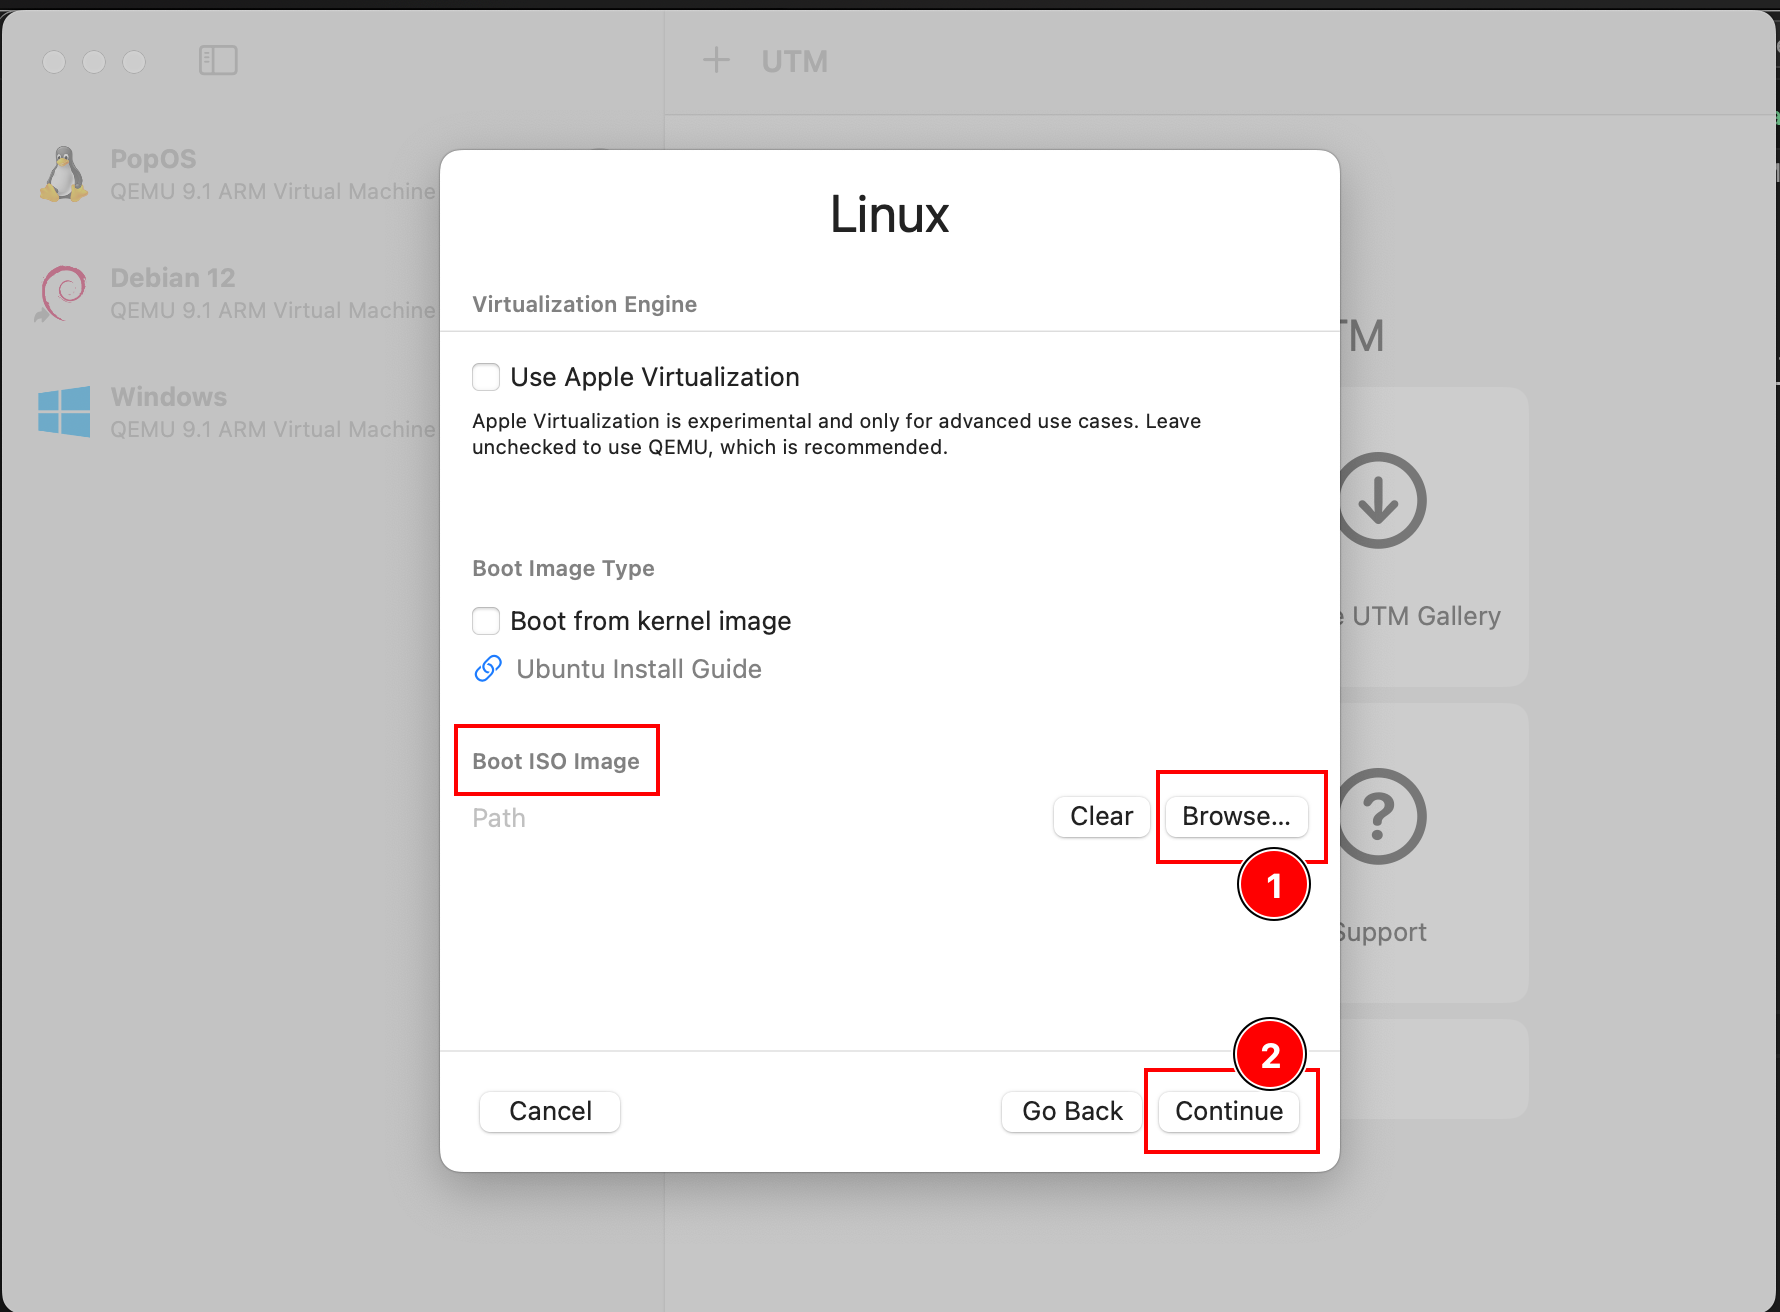 UTM
PopOS
QEMU 9.1 ARM Virtual Machine
Debian 12
QEMU 9.1 ARM Virtual Machine
Windows
QEMU 9.1 ARM Virtual Machine
Linux
Virtualization Engine
Use Apple Virtualization
Apple Virtualization is experimental and only for advanced use cases. Leave
unchecked to use QEMU, which is recommended.
Boot Image Type
Boot from kernel image
Ubuntu Install Guide
Boot ISO Image
Path
Clear
Browse...
1
2
Cancel
Go Back
Continue
TM
UTM Gallery
Support